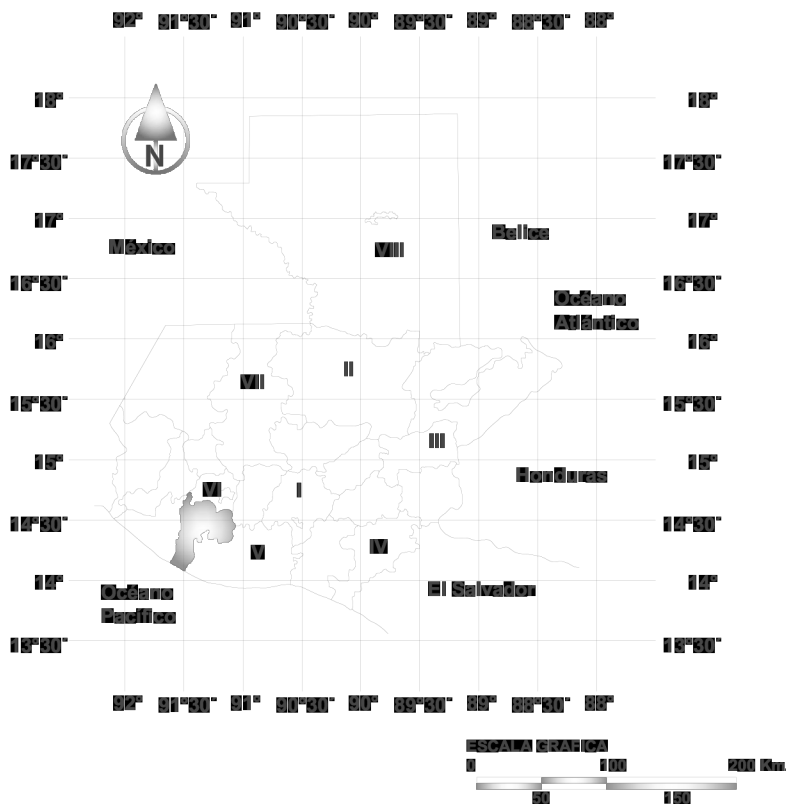 92° 91°30" 91° 90°30" 90° 89°30" 89° 88°30" 88°
18° 18°
N
17°30" 17°30"
17° 17°
Belice
México VIII
16°30" 16°30"
Océano
Atlántico
16° 16°
II
VII
15°30" 15°30"
III
15° 15°
Honduras
VI I
14°30" 14°30"
V IV
14° 14°
El Salvador
Océano
Pacífico
13°30" 13°30"
92° 91°30" 91° 90°30" 90° 89°30" 89° 88°30" 88°
ESCALA GRAFICA
0 100 200 Km.
50 150